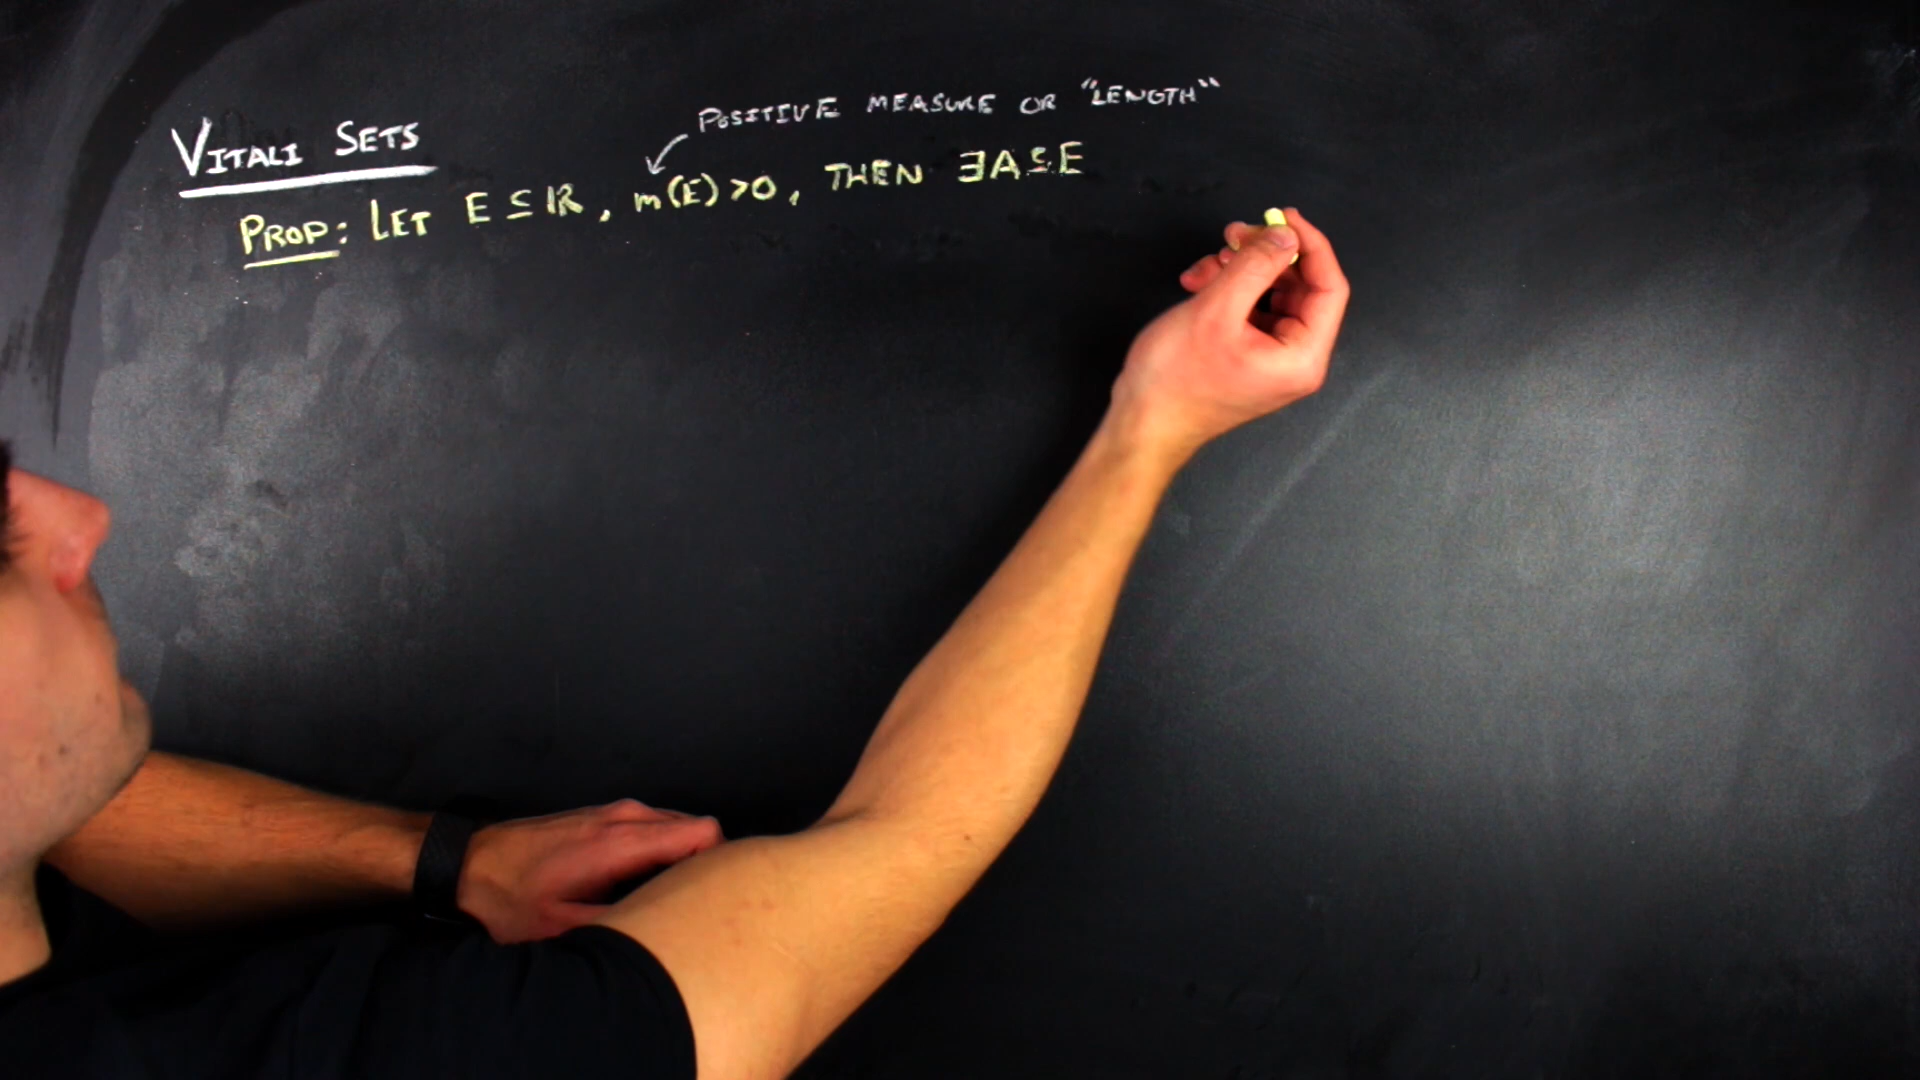 POSITIVE MEASURE OR "LENGTH"
VITALI SETS
PROP: LET E ⊆ ℝ, m(E) > 0, THEN ∃ A ⊆ E